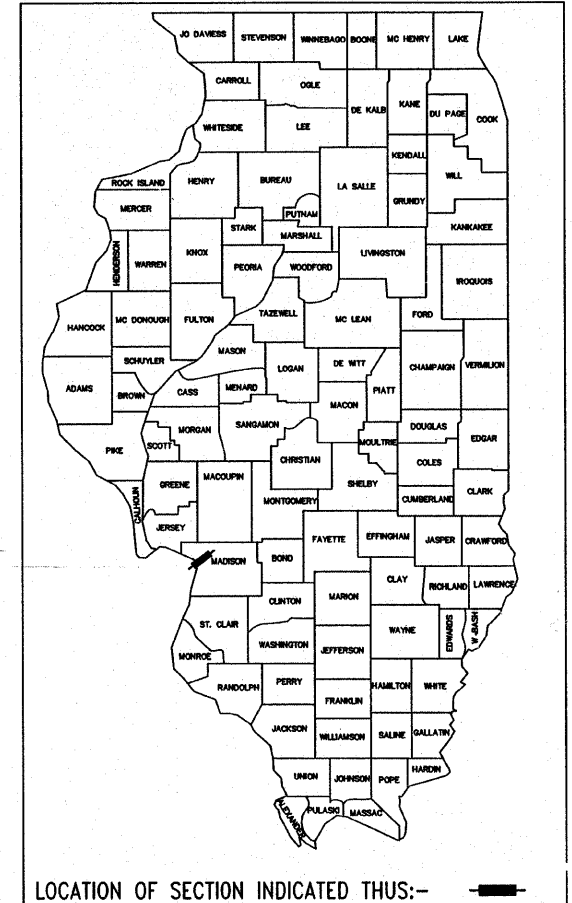 JO DAVIESS STEVENSON WINNEBAGO BOONE MC HENRY LAKE
CARROLL OGLE DE KALB KANE DU PAGE COOK
WHITESIDE LEE
KENDALL
ROCK ISLAND HENRY BUREAU LA SALLE GRUNDY WILL
MERCER PUTNAM
STARK MARSHALL KANKAKEE
HENDERSON WARREN KNOX PEORIA WOODFORD LIVINGSTON IROQUOIS
HANCOCK MC DONOUGH FULTON TAZEWELL MC LEAN FORD
SCHUYLER MASON LOGAN DE WITT CHAMPAIGN VERMILION
ADAMS BROWN CASS MENARD MACON PIATT
PIKE SCOTT MORGAN SANGAMON MOULTRIE DOUGLAS EDGAR
CHRISTIAN COLES
CALHOUN GREENE MACOUPIN MONTGOMERY SHELBY CUMBERLAND CLARK
JERSEY FAYETTE EFFINGHAM JASPER CRAWFORD
MADISON BOND
CLAY RICHLAND LAWRENCE
CLINTON MARION
ST. CLAIR WAYNE EDWARDS W-BASH
MONROE WASHINGTON JEFFERSON
RANDOLPH PERRY HAMILTON WHITE
FRANKLIN
JACKSON WILLIAMSON SALINE GALLATIN
UNION JOHNSON POPE HARDIN
ALEXANDER PULASKI MASSAC
LOCATION OF SECTION INDICATED THUS:-